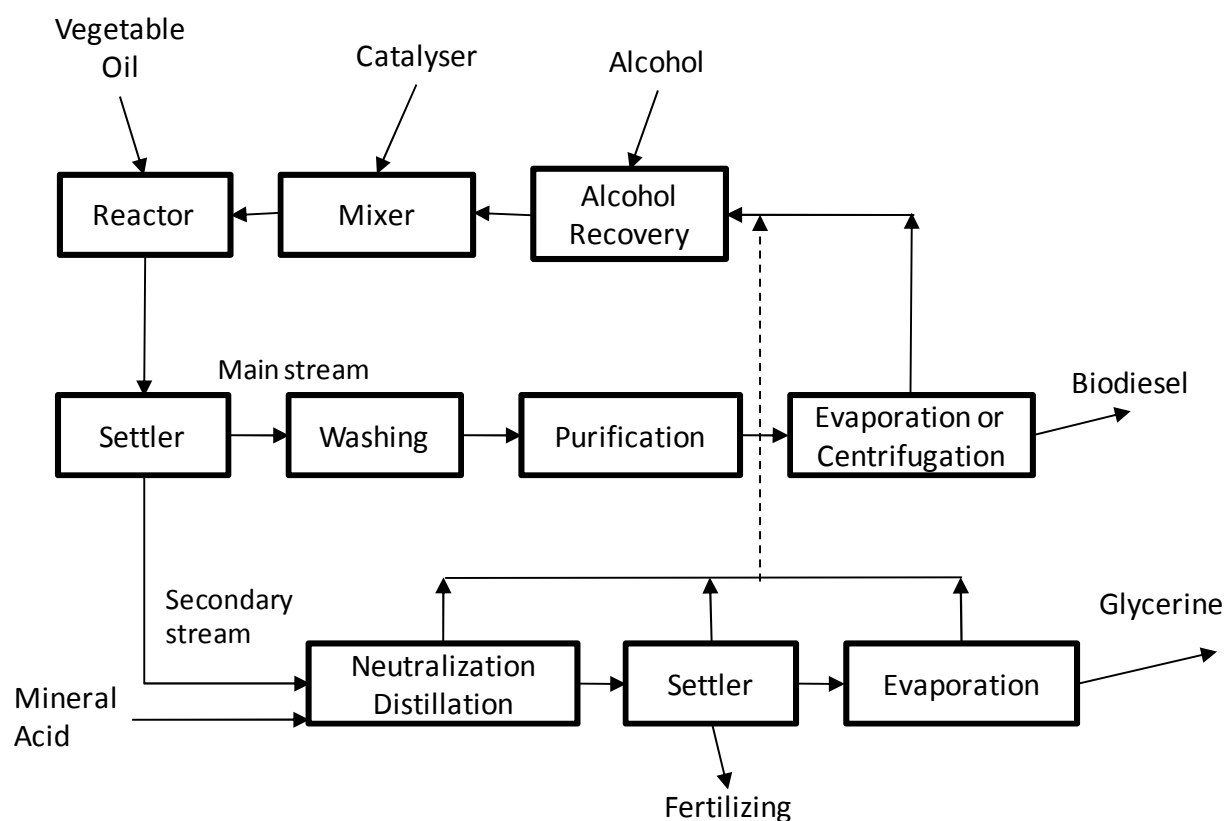 Vegetable
Oil
Catalyser
Alcohol
Reactor
Mixer
Alcohol
Recovery
Main stream
Biodiesel
Settler
Washing
Purification
Evaporation or
Centrifugation
Secondary
stream
Glycerine
Mineral
Acid
Neutralization
Distillation
Settler
Evaporation
Fertilizing